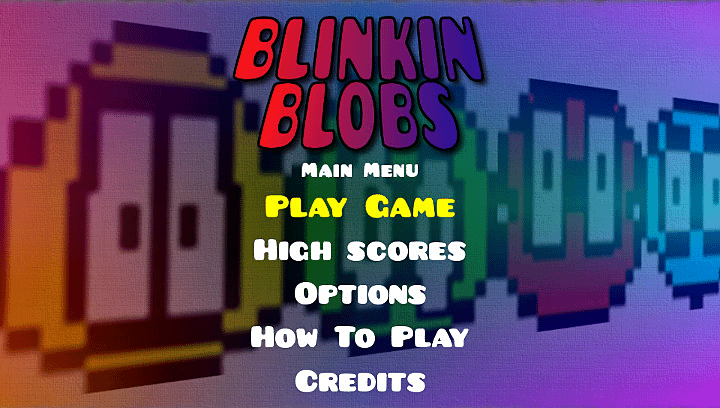 BLINKIN
BLOBS
Main Menu
Play Game
High scores
Options
How To Play
Credits